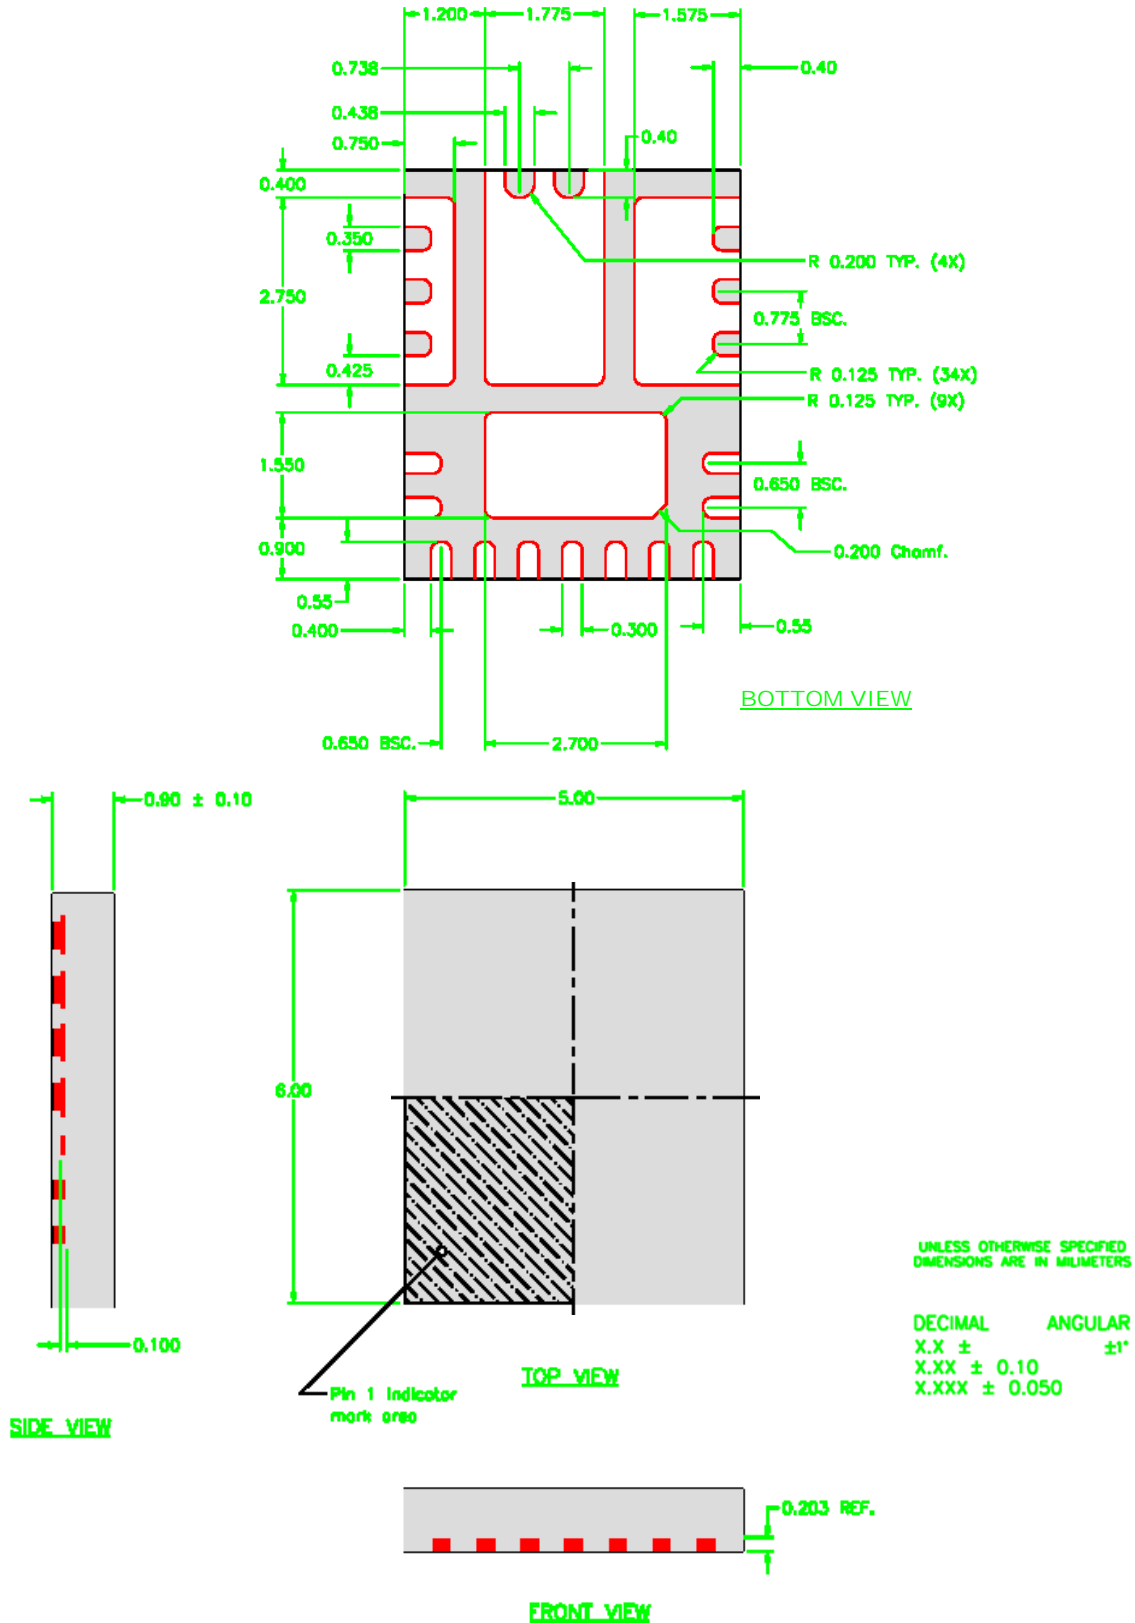 1.200 1.775 1.575
0.738 0.40
0.438
0.40
0.750
0.400
0.350
R 0.200 TYP. (4X)
2.750
0.775 BSC.
0.425
R 0.125 TYP. (34X)
R 0.125 TYP. (9X)
1.550
0.650 BSC.
0.900
0.200 Chamf.
0.55
0.400 0.300 0.55
BOTTOM VIEW
0.650 BSC. 2.700
0.90 ± 0.10 5.00
6.00
UNLESS OTHERWISE SPECIFIED
DIMENSIONS ARE IN MILIMETERS
DECIMAL ANGULAR
X.X ± ±1°
X.XX ± 0.10
X.XXX ± 0.050
0.100
TOP VIEW
Pin 1 Indicator
mark area
SIDE VIEW
0.203 REF.
FRONT VIEW